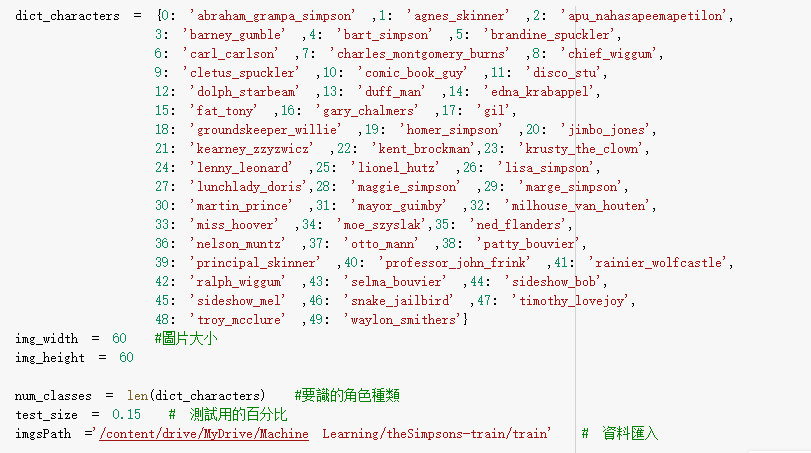 dict_characters = {0: 'abraham_grampa_simpson' ,1: 'agnes_skinner' ,2: 'apu_nahasapeemapetilon',
3: 'barney_gumble' ,4: 'bart_simpson' ,5: 'brandine_spuckler',
6: 'carl_carlson' ,7: 'charles_montgomery_burns' ,8: 'chief_wiggum',
9: 'cletus_spuckler' ,10: 'comic_book_guy' ,11: 'disco_stu',
12: 'dolph_starbeam' ,13: 'duff_man' ,14: 'edna_krabappel',
15: 'fat_tony' ,16: 'gary_chalmers' ,17: 'gil',
18: 'groundskeeper_willie' ,19: 'homer_simpson' ,20: 'jimbo_jones',
21: 'kearney_zzyzwicz' ,22: 'kent_brockman',23: 'krusty_the_clown',
24: 'lenny_leonard' ,25: 'lionel_hutz' ,26: 'lisa_simpson',
27: 'lunchlady_doris',28: 'maggie_simpson' ,29: 'marge_simpson',
30: 'martin_prince' ,31: 'mayor_quimby' ,32: 'milhouse_van_houten',
33: 'miss_hoover' ,34: 'moe_szyslak',35: 'ned_flanders',
36: 'nelson_muntz' ,37: 'otto_mann' ,38: 'patty_bouvier',
39: 'principal_skinner' ,40: 'professor_john_frink' ,41: 'rainier_wolfcastle',
42: 'ralph_wiggum' ,43: 'selma_bouvier' ,44: 'sideshow_bob',
45: 'sideshow_mel' ,46: 'snake_jailbird' ,47: 'timothy_lovejoy',
48: 'troy_mcclure' ,49: 'waylon_smithers'}
img_width = 60 #圖片大小
img_height = 60
num_classes = len(dict_characters) #要識的角色種類
test_size = 0.15 # 測試用的百分比
imgsPath ='/content/drive/MyDrive/Machine Learning/theSimpsons-train/train' # 資料匯入